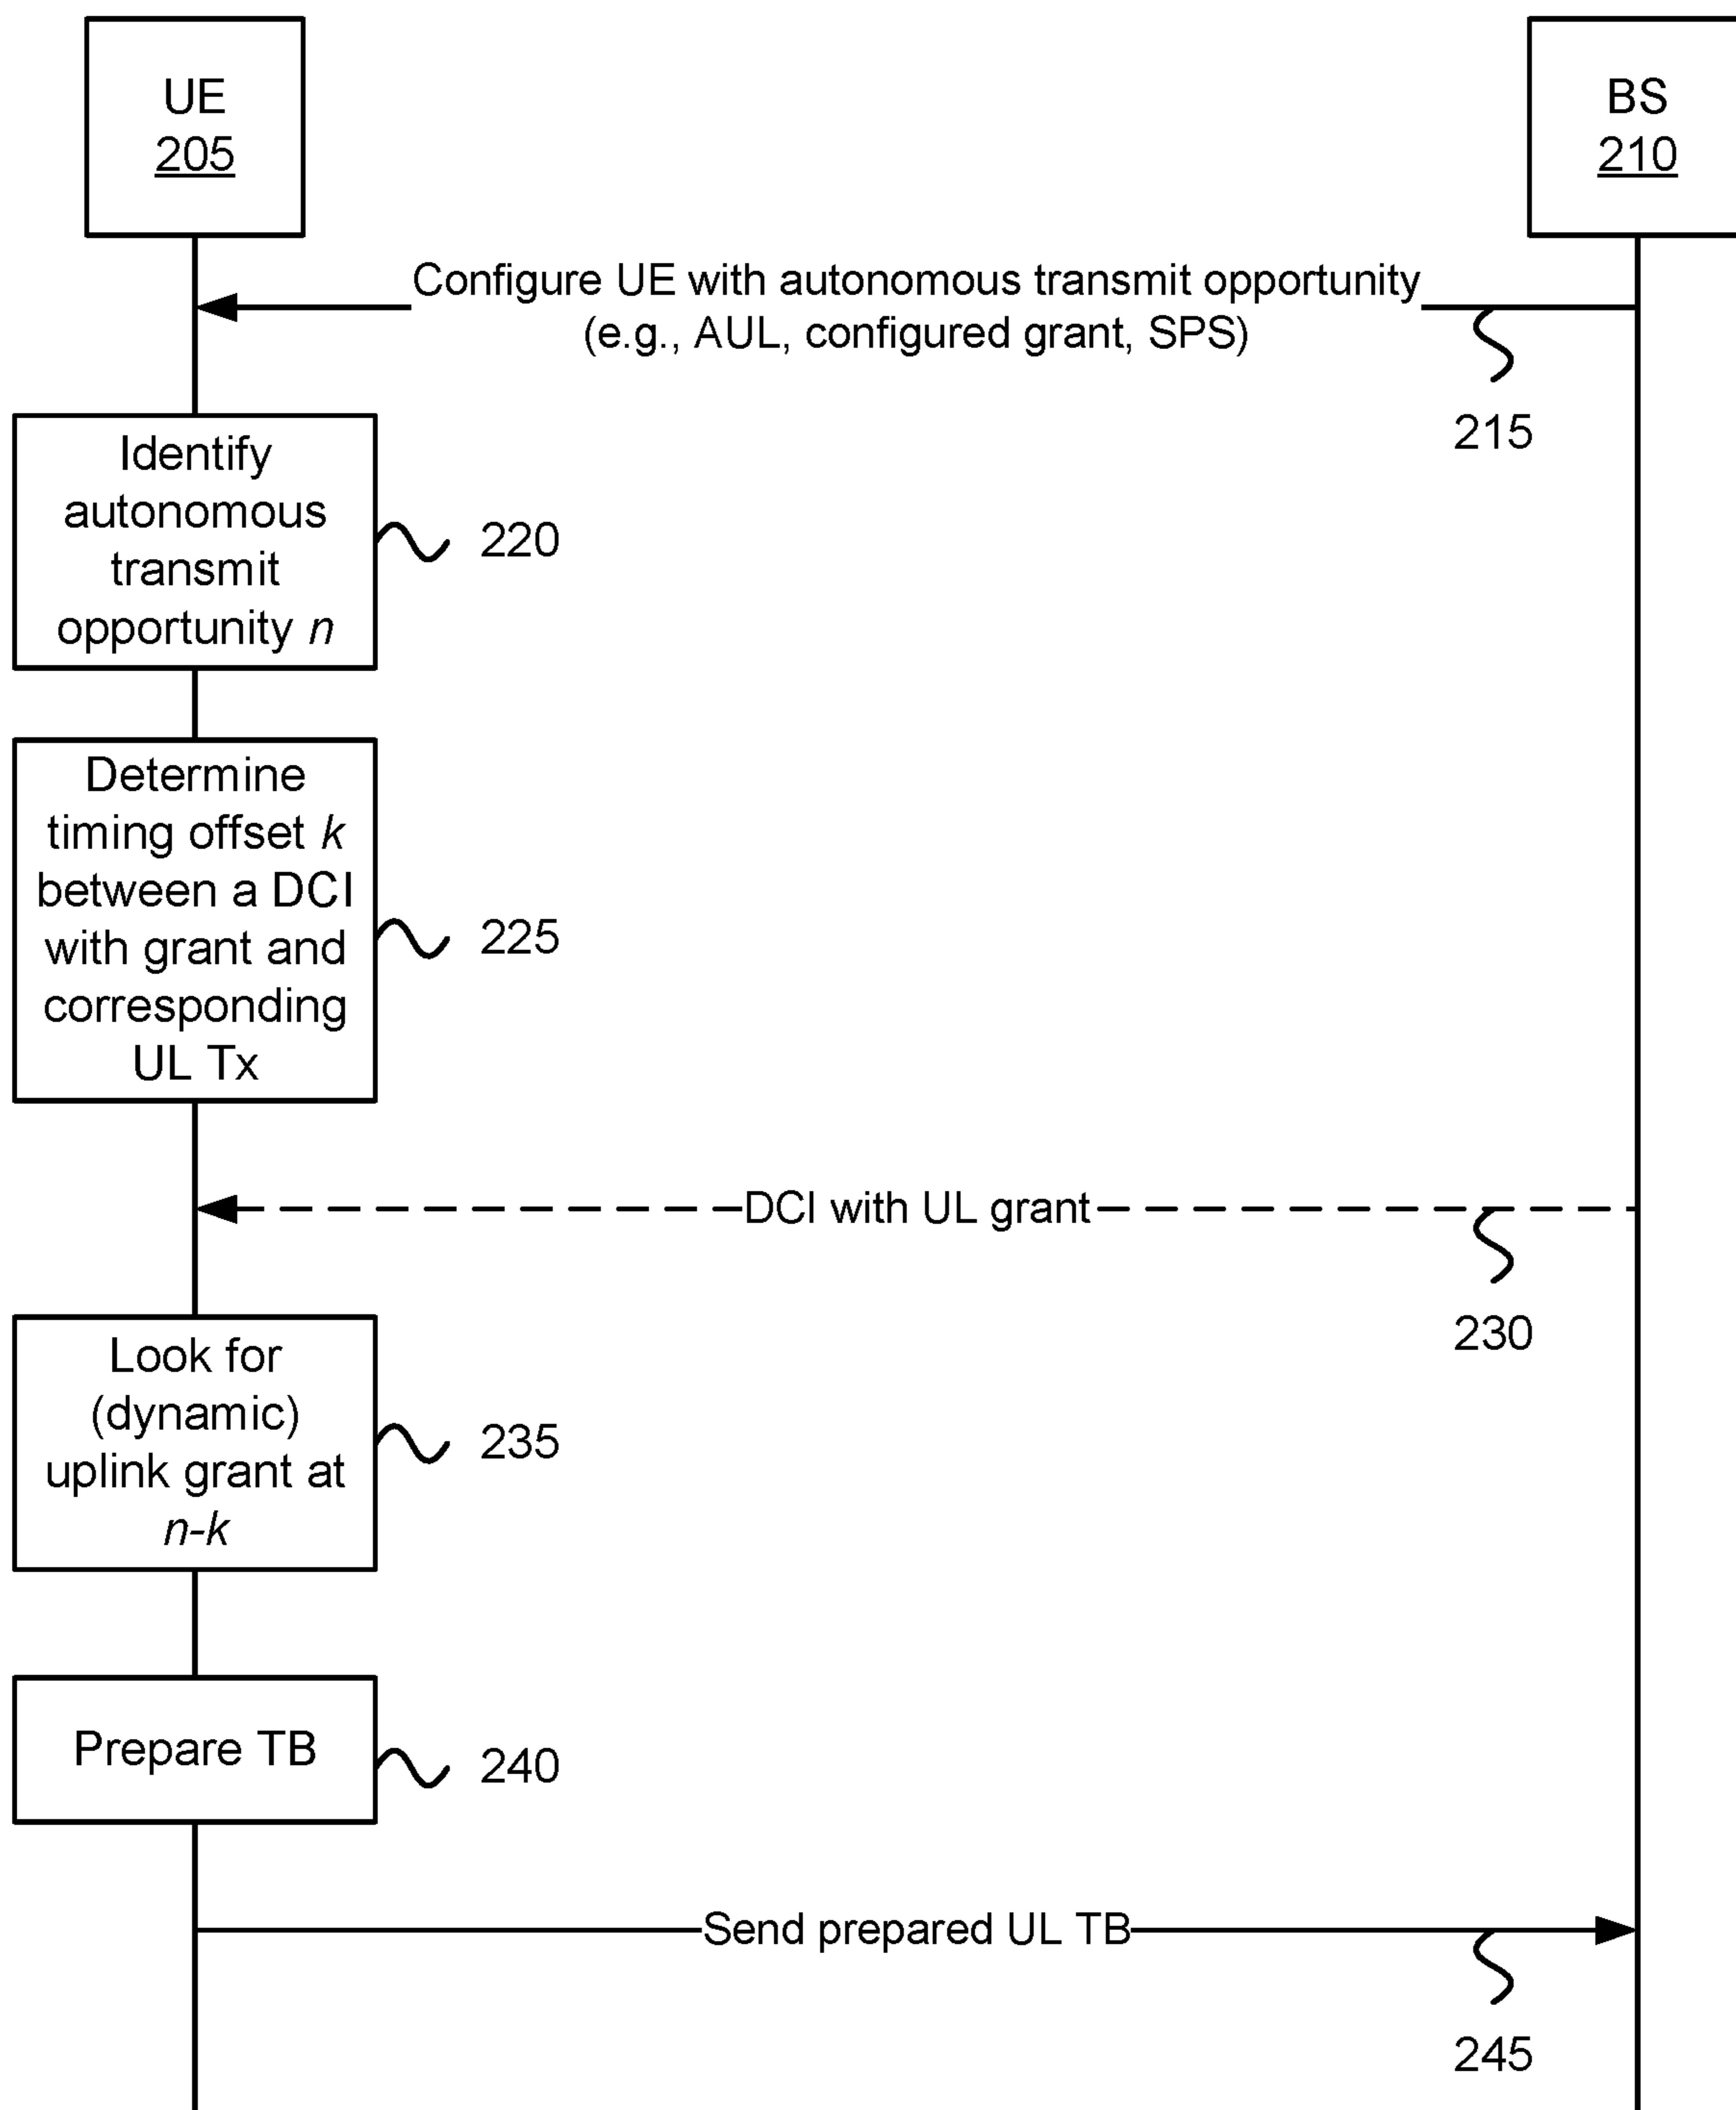 UE
205
BS
210
Configure UE with autonomous transmit opportunity
(e.g., AUL, configured grant, SPS)
215
Identify
autonomous
transmit
opportunity n
220
Determine
timing offset k
between a DCI
with grant and
corresponding
UL Tx
225
DCI with UL grant
230
Look for
(dynamic)
uplink grant at
n-k
235
Prepare TB
240
Send prepared UL TB
245